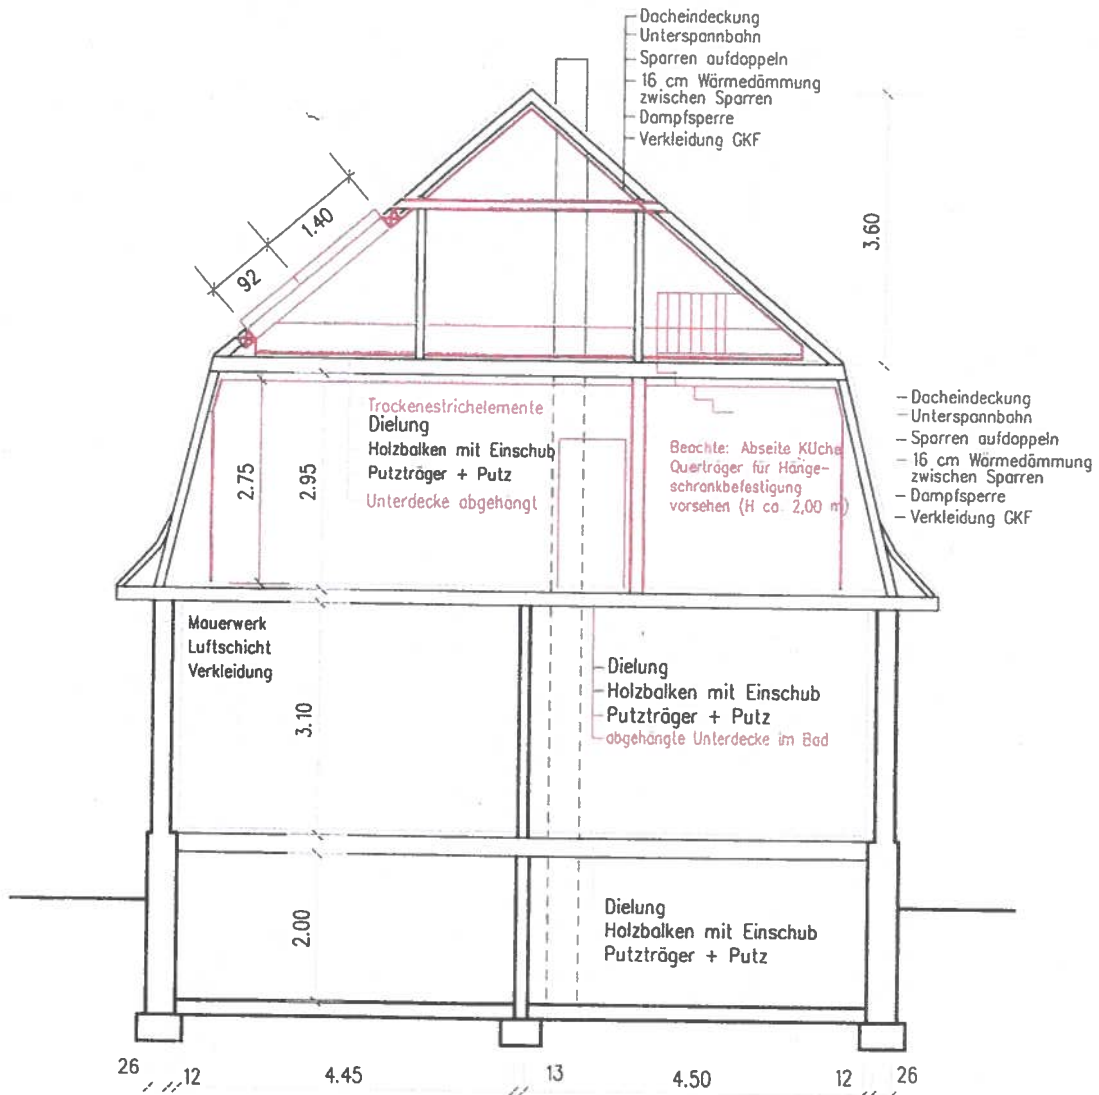 Dacheindeckung
Unterspannbahn
Sparren aufdoppeln
16 cm Wärmedämmung
zwischen Sparren
Dampfsperre
Verkleidung GKF
1.40
92
3.60
Trockenestrichelemente
Dielung
Holzbalken mit Einschub
Putzträger + Putz
Unterdecke abgehängt
2.75
2.95
Beachte: Abseite Küche
Querträger für Hänge-
schrankbefestigung
vorsehen (H ca. 2,00 m)
Dacheindeckung
Unterspannbahn
Sparren aufdoppeln
16 cm Wärmedämmung
zwischen Sparren
Dampfsperre
Verkleidung GKF
Mauerwerk
Luftschicht
Verkleidung
3.10
Dielung
Holzbalken mit Einschub
Putzträger + Putz
abgehängte Unterdecke im Bad
2.00
Dielung
Holzbalken mit Einschub
Putzträger + Putz
26
12
4.45
13
4.50
12
26